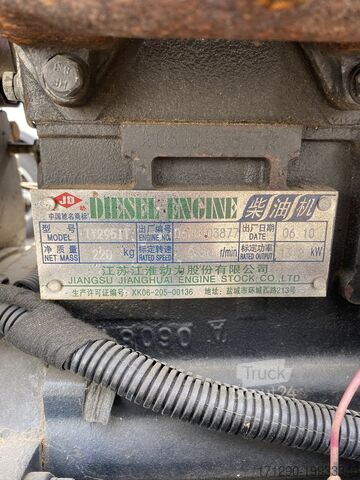 JD
江动
中国驰名商标
DIESEL ENGINE 柴油机
型号 MODEL 出厂编号 ENGINE NO. 出厂日期 DATE 06.10
净质量 NET MASS 220 kg 标定转速 RATED SPEED r/min 标定功率 RATED OUTPUT kW
江苏江淮动力股份有限公司
JIANGSU JIANGHUAI ENGINE STOCK CO.,LTD
生产许可证编号: XK06-205-00136 地址: 盐城市环城西路213号
8090
Truck